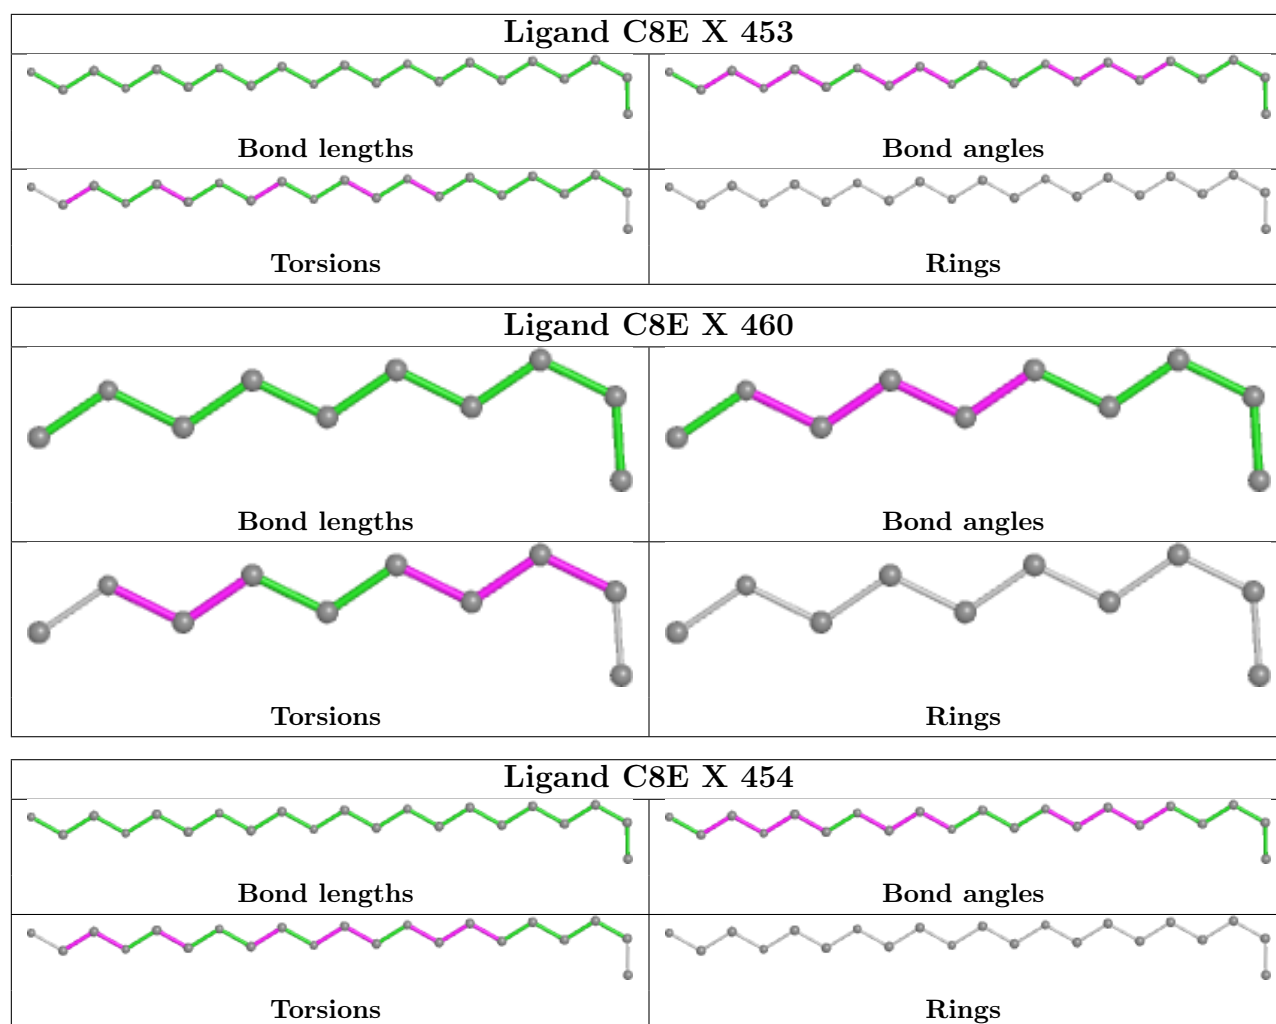 Ligand C8E X 453
Bond lengths
Bond angles
Torsions
Rings
Ligand C8E X 460
Bond lengths
Bond angles
Torsions
Rings
Ligand C8E X 454
Bond lengths
Bond angles
Torsions
Rings